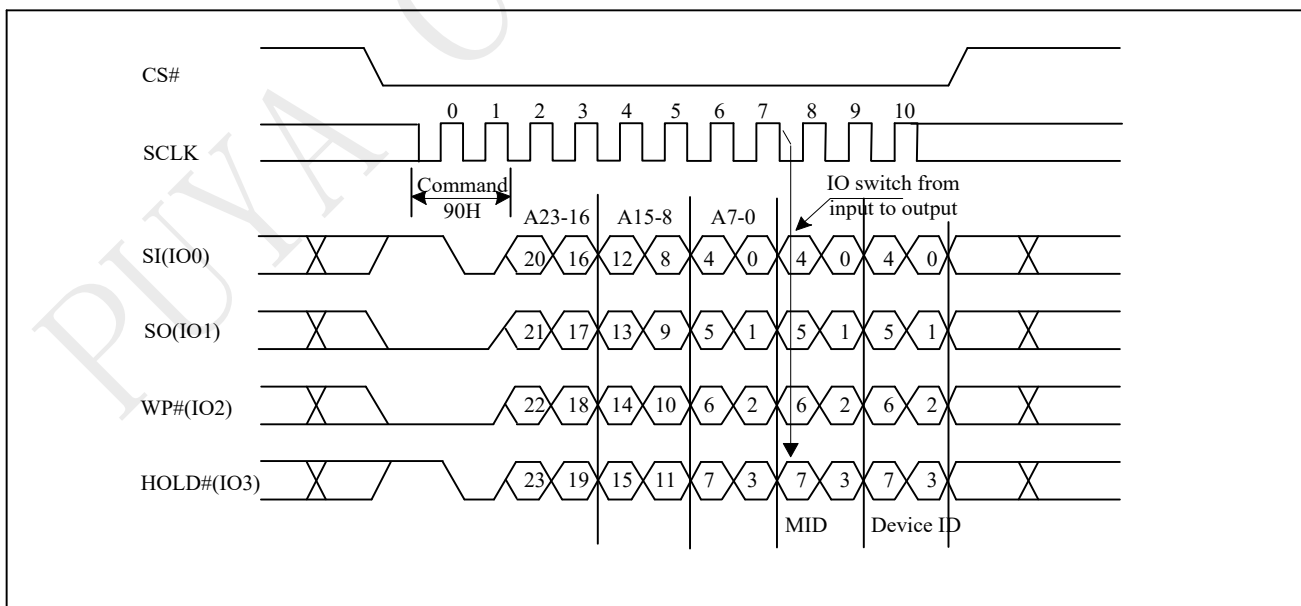 PUYA
CS#
0 1 2 3 4 5 6 7 8 9 10
SCLK
Command
90H
IO switch from
input to output
A23-16 A15-8 A7-0
SI(IO0) 20 16 12 8 4 0 4 0 4 0
SO(IO1) 21 17 13 9 5 1 5 1 5 1
WP#(IO2) 22 18 14 10 6 2 6 2 6 2
HOLD#(IO3) 23 19 15 11 7 3 7 3 7 3
MID Device ID